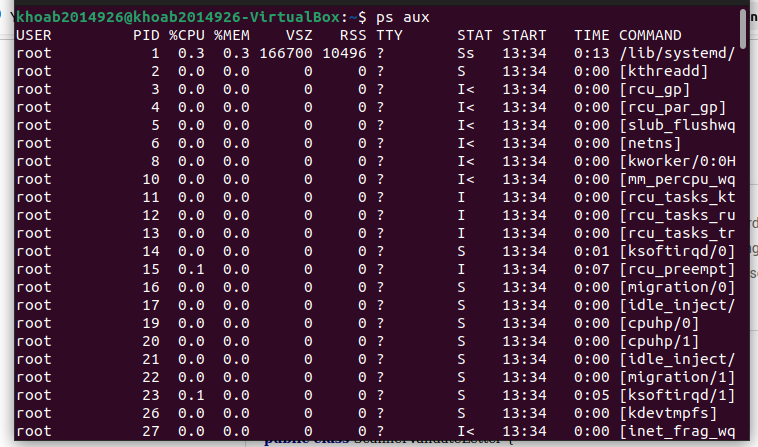 khoab2014926@khoab2014926-VirtualBox:~$ ps aux
USER PID %CPU %MEM VSZ RSS TTY STAT START TIME COMMAND
root 1 0.3 0.3 166700 10496 ? Ss 13:34 0:13 /lib/systemd/
root 2 0.0 0.0 0 0 ? S 13:34 0:00 [kthreadd]
root 3 0.0 0.0 0 0 ? I< 13:34 0:00 [rcu_gp]
root 4 0.0 0.0 0 0 ? I< 13:34 0:00 [rcu_par_gp]
root 5 0.0 0.0 0 0 ? I< 13:34 0:00 [slub_flushwq
root 6 0.0 0.0 0 0 ? I< 13:34 0:00 [netns]
root 8 0.0 0.0 0 0 ? I< 13:34 0:00 [kworker/0:0H
root 10 0.0 0.0 0 0 ? I< 13:34 0:00 [mm_percpu_wq
root 11 0.0 0.0 0 0 ? I 13:34 0:00 [rcu_tasks_kt
root 12 0.0 0.0 0 0 ? I 13:34 0:00 [rcu_tasks_ru
root 13 0.0 0.0 0 0 ? I 13:34 0:00 [rcu_tasks_tr
root 14 0.0 0.0 0 0 ? S 13:34 0:01 [ksoftirqd/0]
root 15 0.1 0.0 0 0 ? I 13:34 0:07 [rcu_preempt]
root 16 0.0 0.0 0 0 ? S 13:34 0:00 [migration/0]
root 17 0.0 0.0 0 0 ? S 13:34 0:00 [idle_inject/
root 19 0.0 0.0 0 0 ? S 13:34 0:00 [cpuhp/0]
root 20 0.0 0.0 0 0 ? S 13:34 0:00 [cpuhp/1]
root 21 0.0 0.0 0 0 ? S 13:34 0:00 [idle_inject/
root 22 0.0 0.0 0 0 ? S 13:34 0:00 [migration/1]
root 23 0.1 0.0 0 0 ? S 13:34 0:05 [ksoftirqd/1]
root 26 0.0 0.0 0 0 ? S 13:34 0:00 [kdevtmpfs]
root 27 0.0 0.0 0 0 ? I< 13:34 0:00 [inet_frag_wq